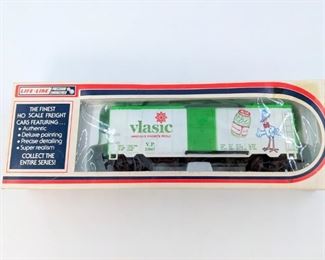 LIFE-LIKE
THE FINEST
HO SCALE FREIGHT
CARS FEATURING...
• Authentic
• Deluxe painting
• Precise detailing
• Super realism
COLLECT THE
ENTIRE SERIES!
vlasic
V.P.